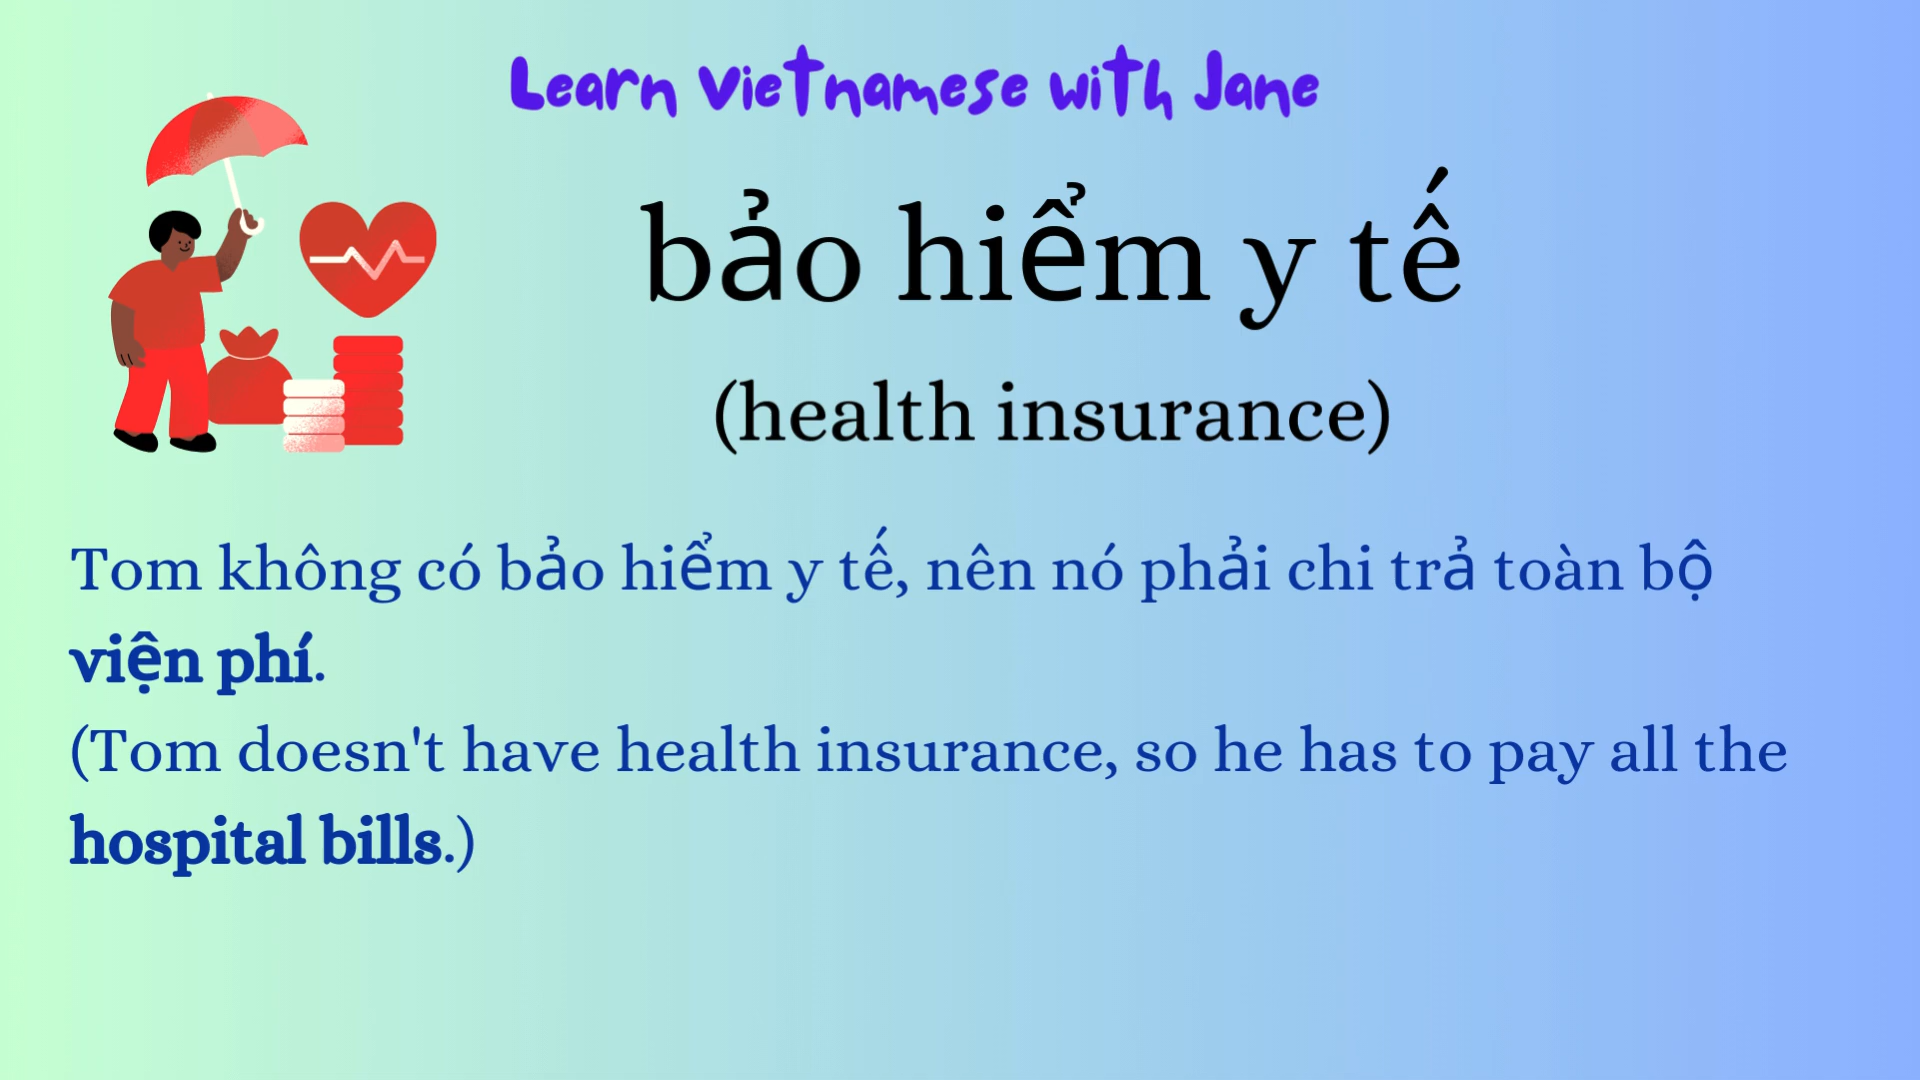 Learn Vietnamese with Jane
bảo hiểm y tế
(health insurance)
Tom không có bảo hiểm y tế, nên nó phải chi trả toàn bộ
viện phí.
(Tom doesn't have health insurance, so he has to pay all the
hospital bills.)